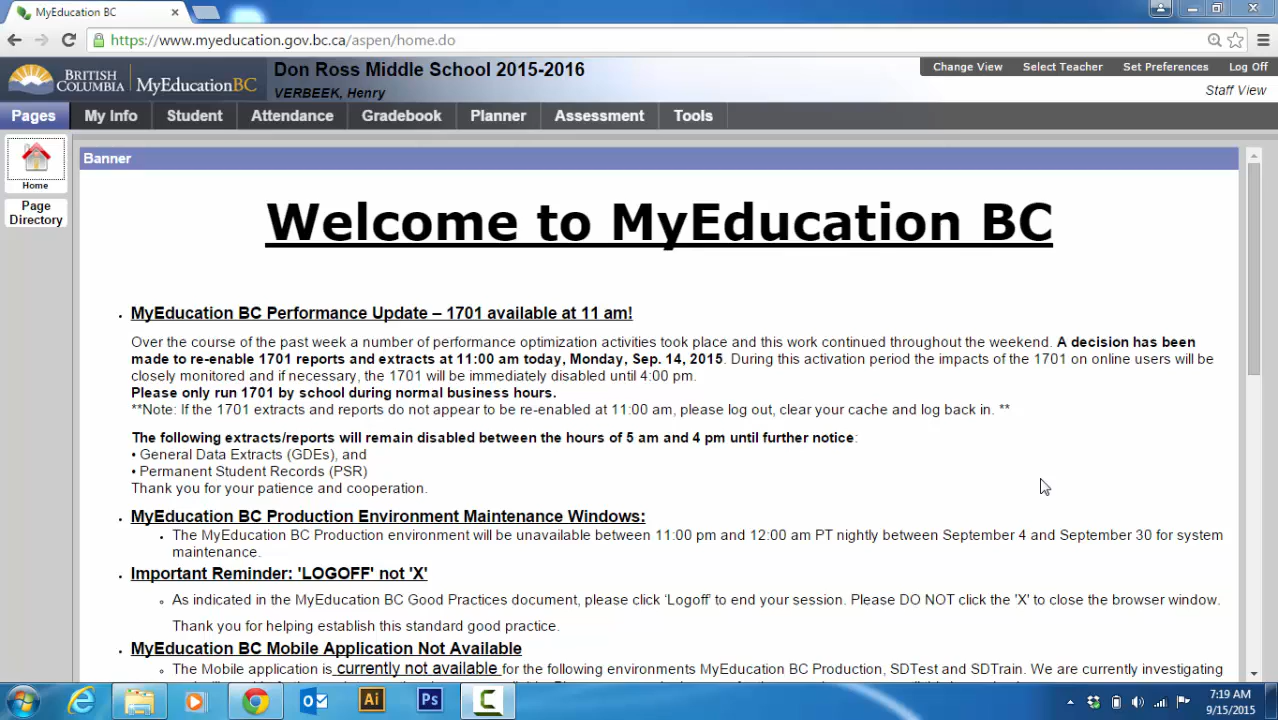 MyEducation BC
https://www.myeducation.gov.bc.ca/aspen/home.do
BRITISH COLUMBIA
MyEducationBC
Don Ross Middle School 2015-2016
VERBEEK, Henry
Change View Select Teacher Set Preferences Log Off
Staff View
Pages My Info Student Attendance Gradebook Planner Assessment Tools
Home
Page Directory
Banner
Welcome to MyEducation BC
• MyEducation BC Performance Update – 1701 available at 11 am!
Over the course of the past week a number of performance optimization activities took place and this work continued throughout the weekend. A decision has been
made to re-enable 1701 reports and extracts at 11:00 am today, Monday, Sep. 14, 2015. During this activation period the impacts of the 1701 on online users will be
closely monitored and if necessary, the 1701 will be immediately disabled until 4:00 pm.
Please only run 1701 by school during normal business hours.
**Note: If the 1701 extracts and reports do not appear to be re-enabled at 11:00 am, please log out, clear your cache and log back in. **
The following extracts/reports will remain disabled between the hours of 5 am and 4 pm until further notice:
• General Data Extracts (GDEs), and
• Permanent Student Records (PSR)
Thank you for your patience and cooperation.
• MyEducation BC Production Environment Maintenance Windows:
• The MyEducation BC Production environment will be unavailable between 11:00 pm and 12:00 am PT nightly between September 4 and September 30 for system
maintenance.
• Important Reminder: 'LOGOFF' not 'X'
As indicated in the MyEducation BC Good Practices document, please click 'Logoff' to end your session. Please DO NOT click the 'X' to close the browser window.
Thank you for helping establish this standard good practice.
• MyEducation BC Mobile Application Not Available
The Mobile application is currently not available for the following environments MyEducation BC Production, SDTest and SDTrain. We are currently investigating
Ai
Ps
7:19 AM
9/15/2015